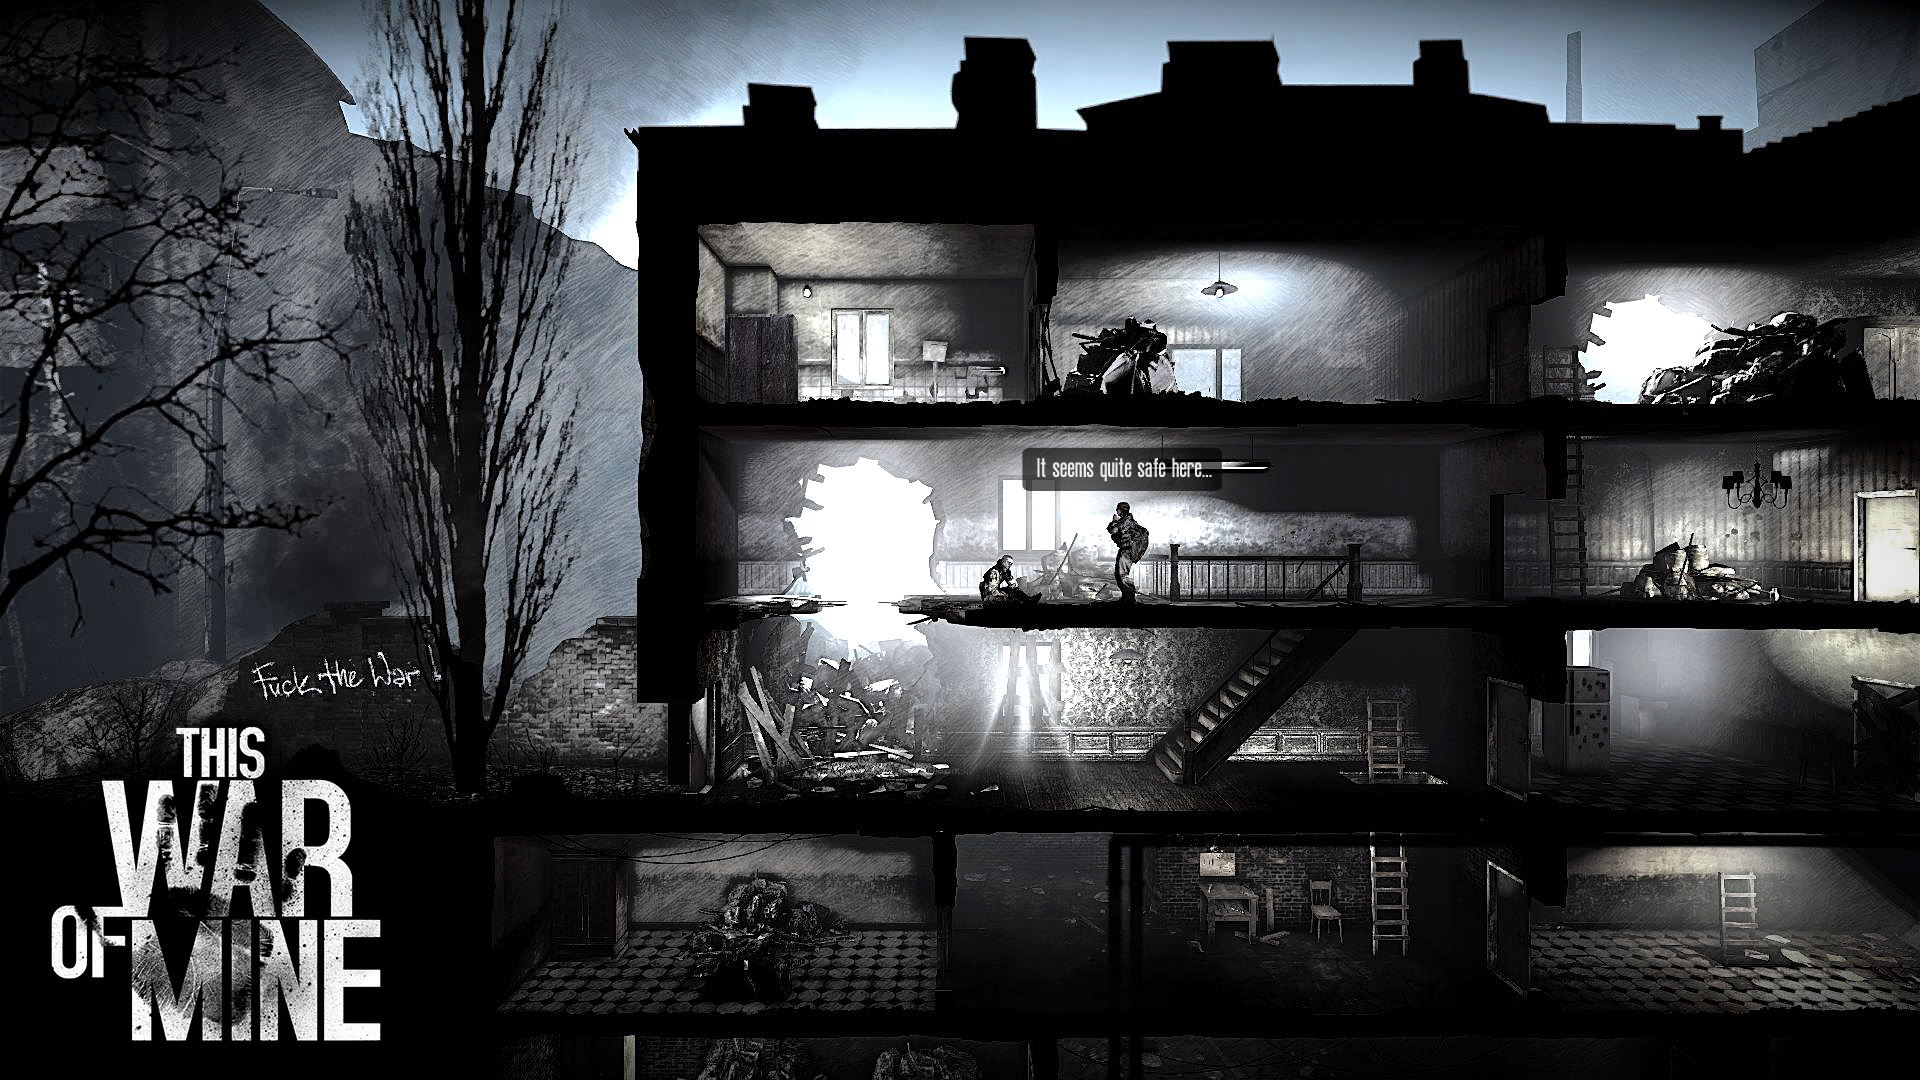 It seems quite safe here...
Fuck the War !
THIS
WAR
OF MINE